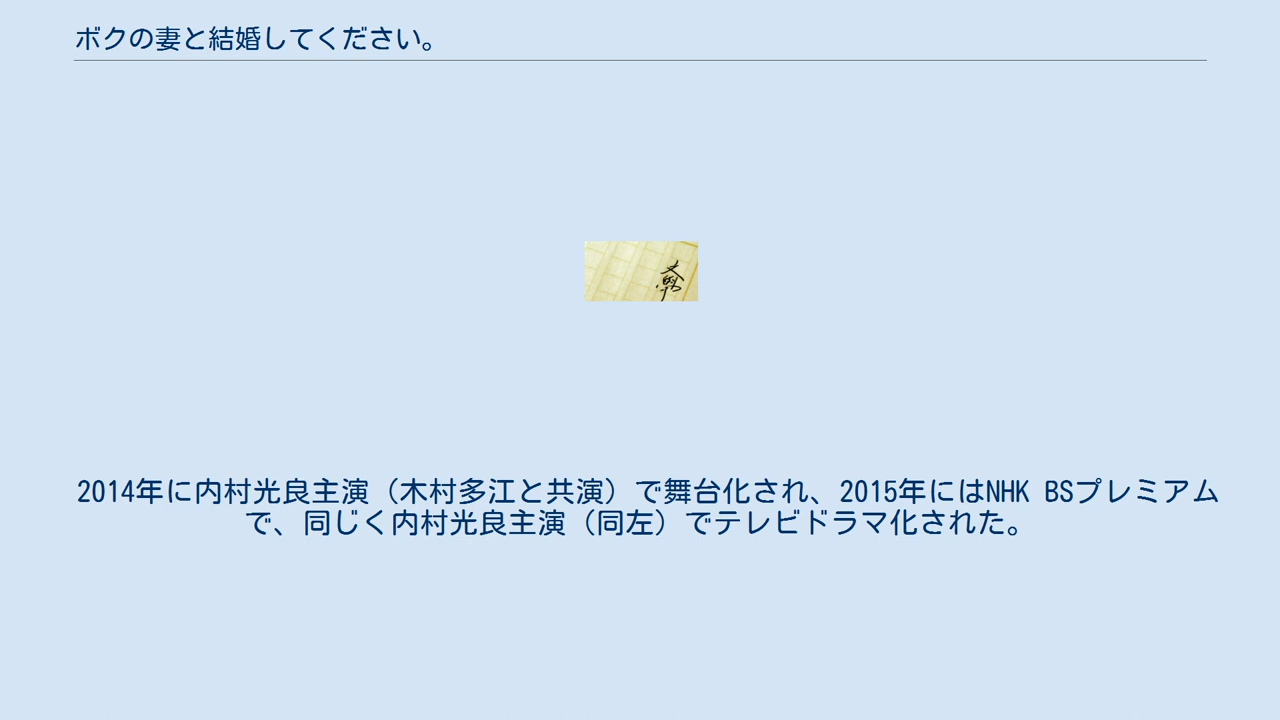 ボクの妻と結婚してください。
2014年に内村光良主演（木村多江と共演）で舞台化され、2015年にはNHK BSプレミアム
で、同じく内村光良主演（同左）でテレビドラマ化された。